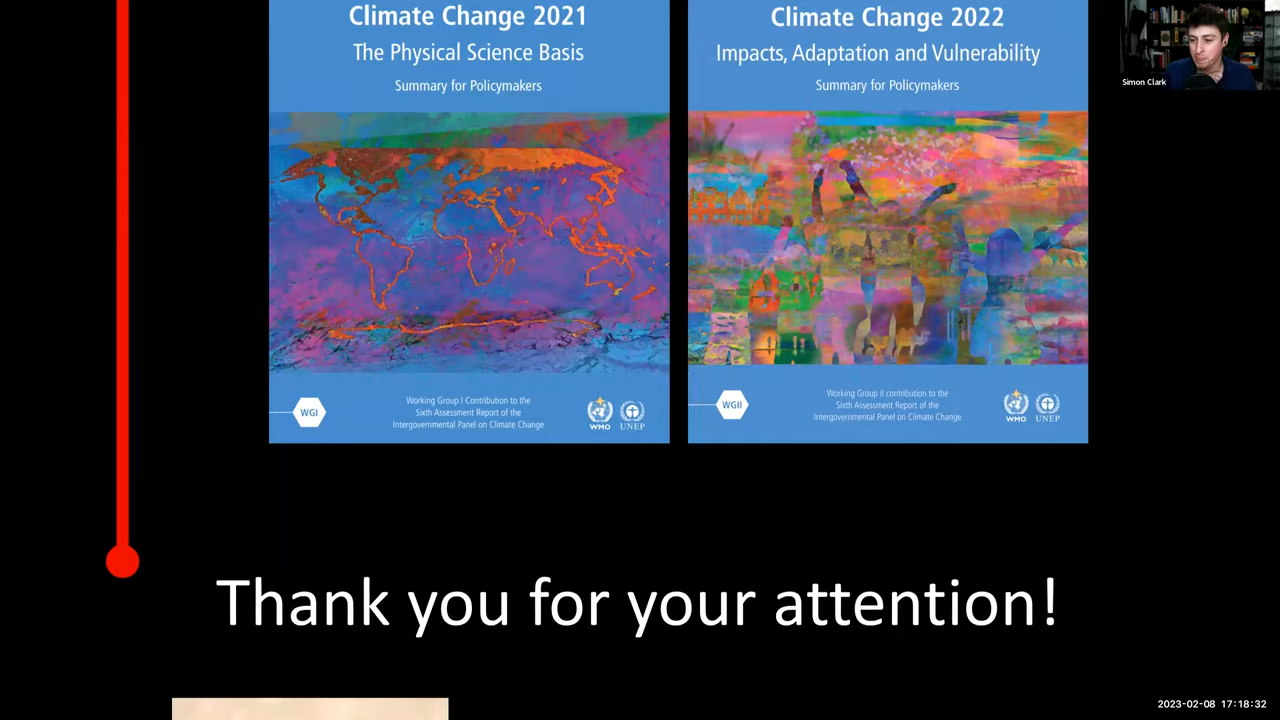 Climate Change 2021
The Physical Science Basis
Summary for Policymakers
WGI
Working Group I Contribution to the
Sixth Assessment Report of the
Intergovernmental Panel on Climate Change
WMO
UNEP
Climate Change 2022
Impacts, Adaptation and Vulnerability
Summary for Policymakers
WGII
Working Group II contribution to the
Sixth Assessment Report of the
Intergovernmental Panel on Climate Change
WMO
UNEP
Simon Clark
Thank you for your attention!
2023-02-08 17:18:32